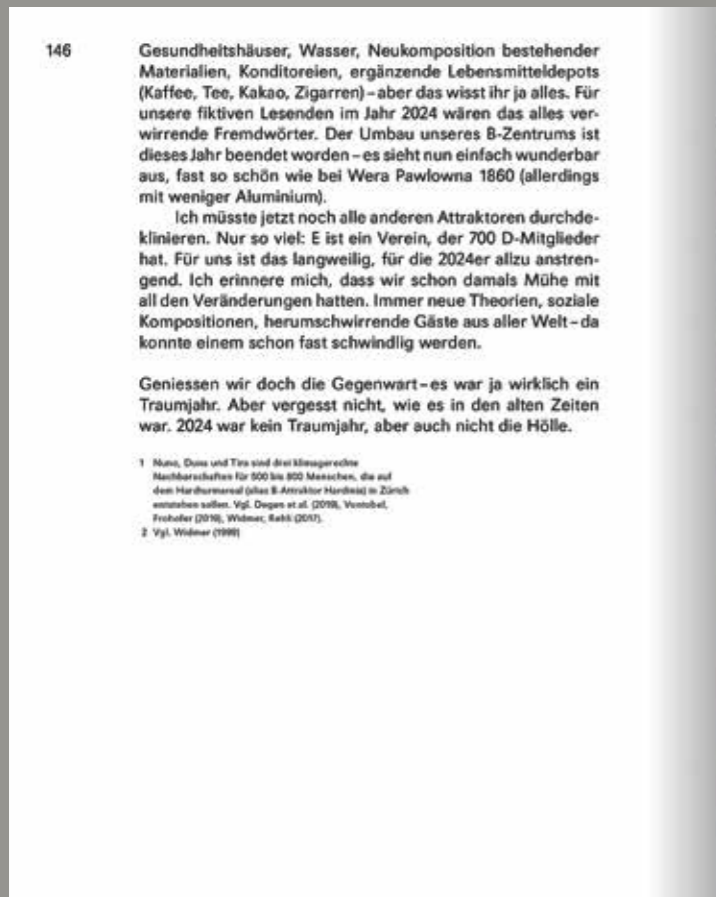 146
Gesundheitshäuser, Wasser, Neukomposition bestehender
Materialien, Konditoreien, ergänzende Lebensmitteldepots
(Kaffee, Tee, Kakao, Zigarren) – aber das wisst ihr ja alles. Für
unsere fiktiven Lesenden im Jahr 2024 wären das alles ver-
wirrende Fremdwörter. Der Umbau unseres B-Zentrums ist
dieses Jahr beendet worden – es sieht nun einfach wunderbar
aus, fast so schön wie bei Wera Pawlowna 1860 (allerdings
mit weniger Aluminium).
Ich müsste jetzt noch alle anderen Attraktoren durchde-
klinieren. Nur so viel: E ist ein Verein, der 700 D-Mitglieder
hat. Für uns ist das langweilig, für die 2024er allzu anstren-
gend. Ich erinnere mich, dass wir schon damals Mühe mit
all den Veränderungen hatten. Immer neue Theorien, soziale
Kompositionen, herumschwirrende Gäste aus aller Welt – da
konnte einem schon fast schwindlig werden.
Geniessen wir doch die Gegenwart – es war ja wirklich ein
Traumjahr. Aber vergesst nicht, wie es in den alten Zeiten
war. 2024 war kein Traumjahr, aber auch nicht die Hölle.
1 Nuno, Duns und Tira sind drei klimagerechte
Nachbarschaften für 500 bis 800 Menschen, die auf
dem Hardturmareal (alias B-Attraktor Hardinia) in Zürich
entstehen sollen. Vgl. Degen et al. (2019), Vontobel,
Frohofer (2019), Widmer, (2017).
2 Vgl. Widmer (1999)